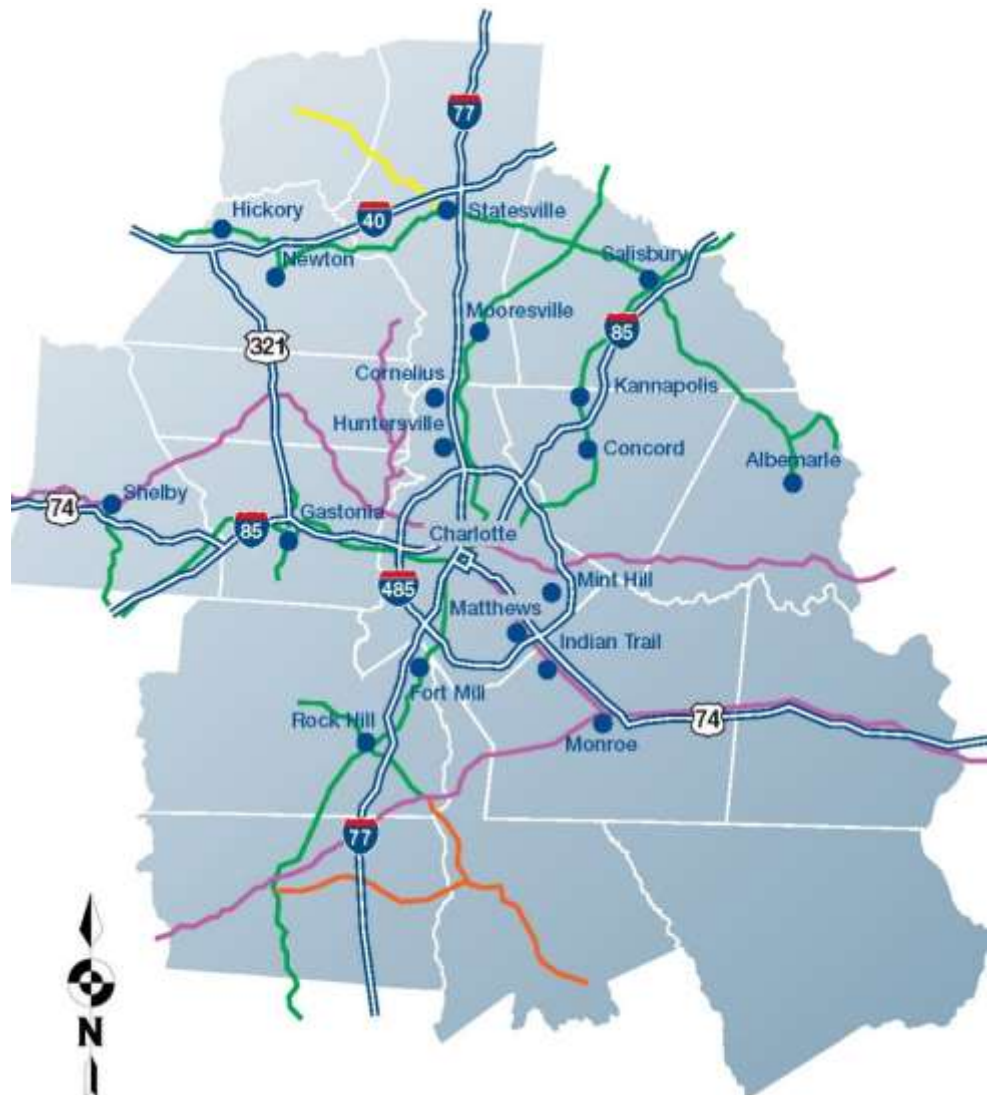 77
Hickory
40
Statesville
Newton
Salisbury
Mooresville
85
321
Cornelius
Kannapolis
Huntersville
Concord
Albemarle
Shelby
74
Gastonia
85
Charlotte
485
Mint Hill
Matthews
Indian Trail
Fort Mill
Rock Hill
74
Monroe
77
N